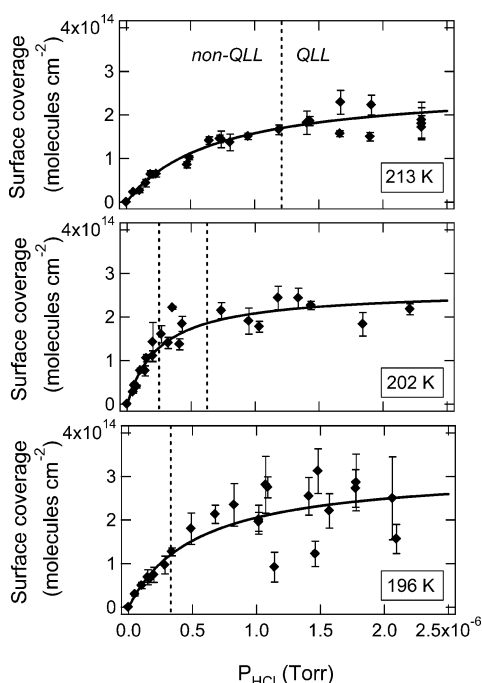 4x10^14
non-QLL QLL
Surface coverage
(molecules cm^-2)
3
2
1
0
213 K
4x10^14
Surface coverage
(molecules cm^-2)
3
2
1
0
202 K
4x10^14
Surface coverage
(molecules cm^-2)
3
2
1
0
196 K
0.0 0.5 1.0 1.5 2.0 2.5x10^-6
P_HCl (Torr)